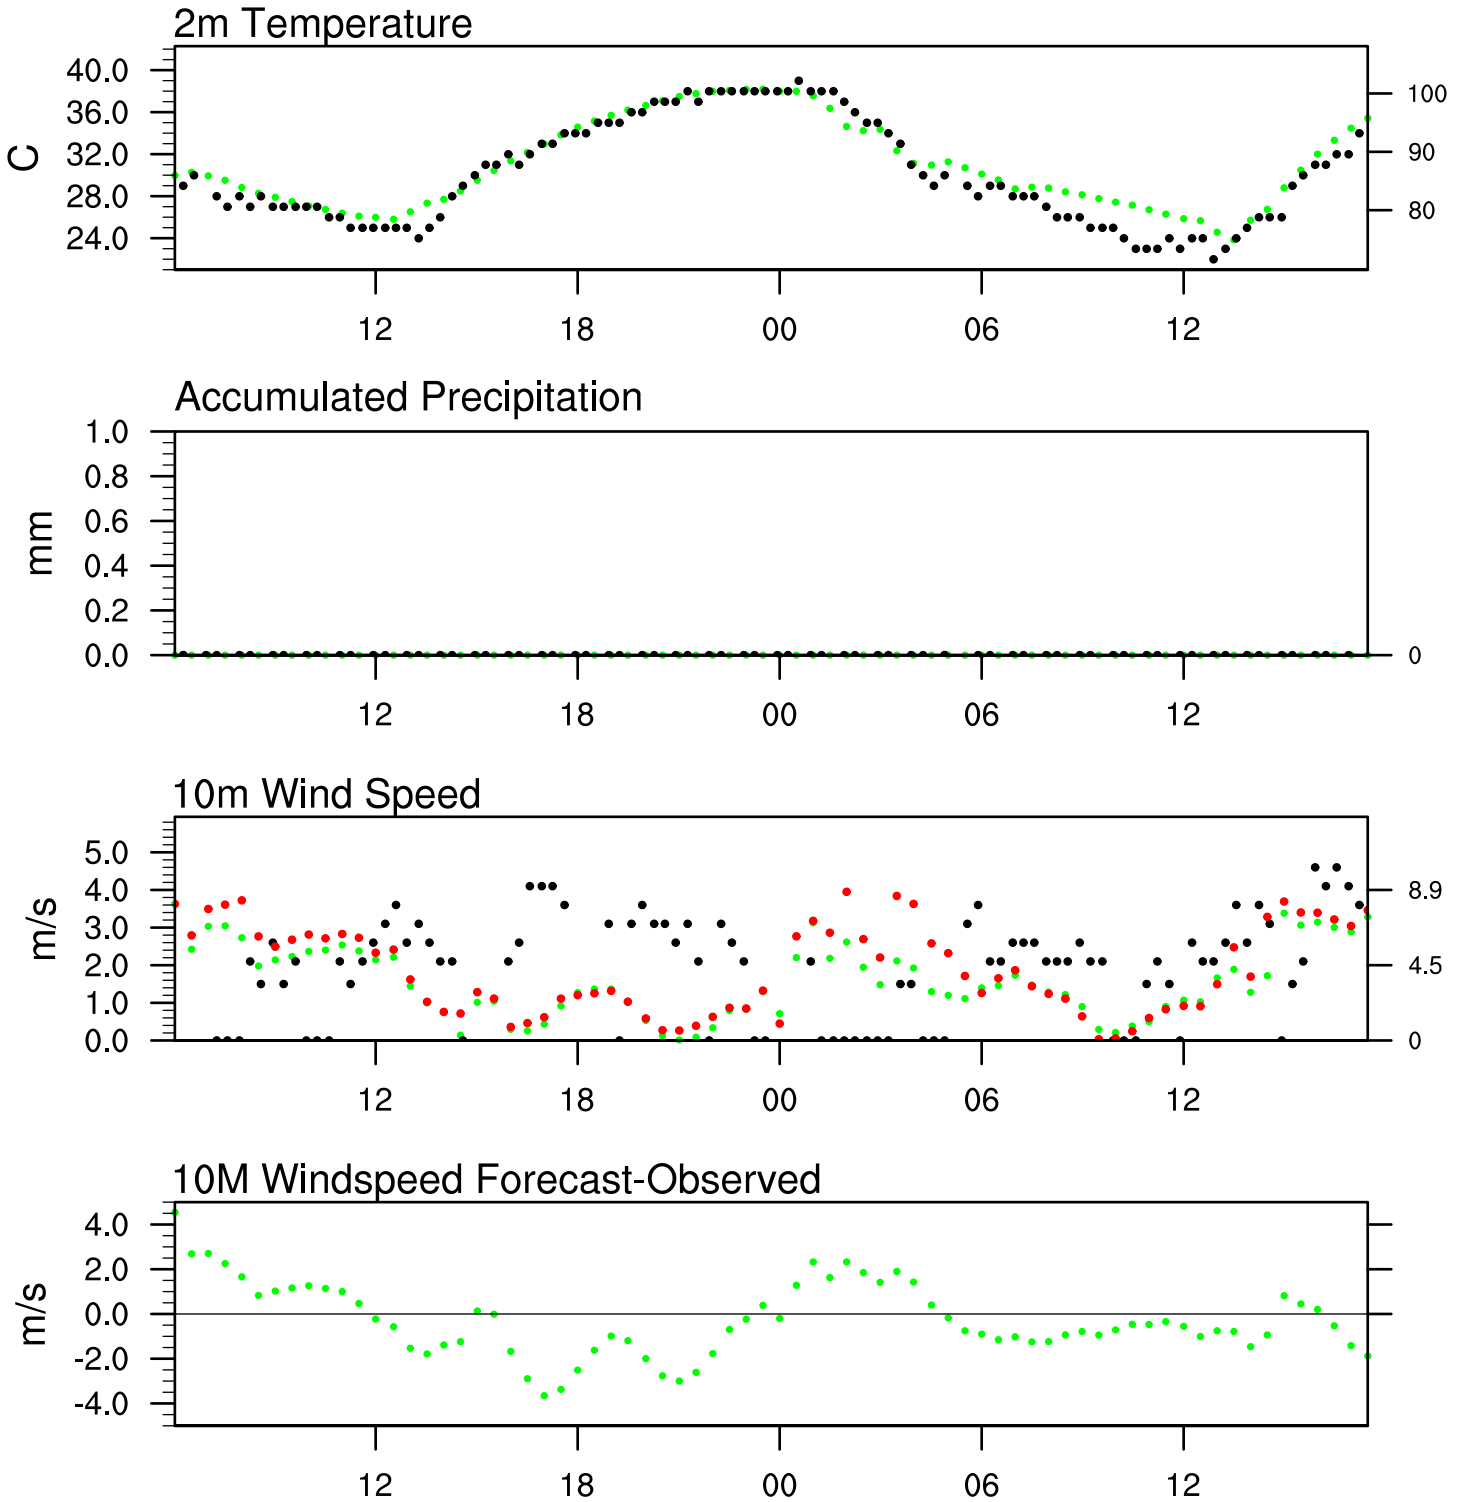 2m Temperature
40.0
36.0
32.0
28.0
24.0
C
100
90
80
12 18 00 06 12
Accumulated Precipitation
1.0
0.8
0.6
0.4
0.2
0.0
mm
0
12 18 00 06 12
10m Wind Speed
5.0
4.0
3.0
2.0
1.0
0.0
m/s
8.9
4.5
0
12 18 00 06 12
10M Windspeed Forecast-Observed
4.0
2.0
0.0
-2.0
-4.0
m/s
12 18 00 06 12